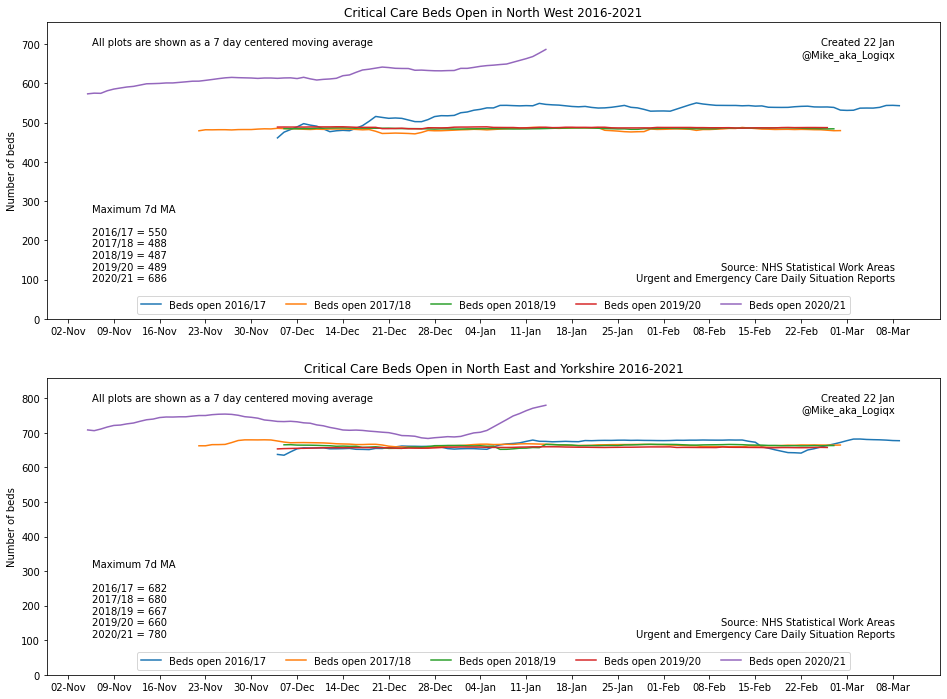 Critical Care Beds Open in North West 2016-2021
All plots are shown as a 7 day centered moving average
Created 22 Jan
@Mike_aka_Logiqx
Number of beds
700
600
500
400
300
200
100
0
Maximum 7d MA
2016/17 = 550
2017/18 = 488
2018/19 = 487
2019/20 = 489
2020/21 = 686
Source: NHS Statistical Work Areas
Urgent and Emergency Care Daily Situation Reports
Beds open 2016/17 Beds open 2017/18 Beds open 2018/19 Beds open 2019/20 Beds open 2020/21
02-Nov 09-Nov 16-Nov 23-Nov 30-Nov 07-Dec 14-Dec 21-Dec 28-Dec 04-Jan 11-Jan 18-Jan 25-Jan 01-Feb 08-Feb 15-Feb 22-Feb 01-Mar 08-Mar
Critical Care Beds Open in North East and Yorkshire 2016-2021
All plots are shown as a 7 day centered moving average
Created 22 Jan
@Mike_aka_Logiqx
Number of beds
800
700
600
500
400
300
200
100
0
Maximum 7d MA
2016/17 = 682
2017/18 = 680
2018/19 = 667
2019/20 = 660
2020/21 = 780
Source: NHS Statistical Work Areas
Urgent and Emergency Care Daily Situation Reports
Beds open 2016/17 Beds open 2017/18 Beds open 2018/19 Beds open 2019/20 Beds open 2020/21
02-Nov 09-Nov 16-Nov 23-Nov 30-Nov 07-Dec 14-Dec 21-Dec 28-Dec 04-Jan 11-Jan 18-Jan 25-Jan 01-Feb 08-Feb 15-Feb 22-Feb 01-Mar 08-Mar